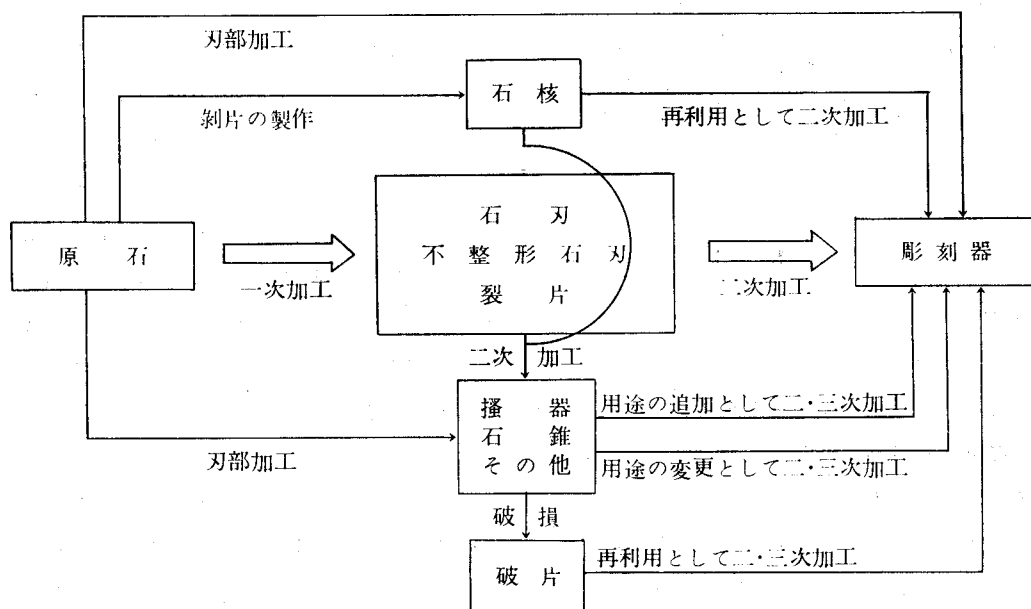 刃部加工
石核
剝片の製作
再利用として二次加工
石刃
不整形石刃
裂片
原石
彫刻器
一次加工
二次加工
二次加工
搔器
石錐
その他
用途の追加として二・三次加工
刃部加工
用途の変更として二・三次加工
破損
破片
再利用として二・三次加工